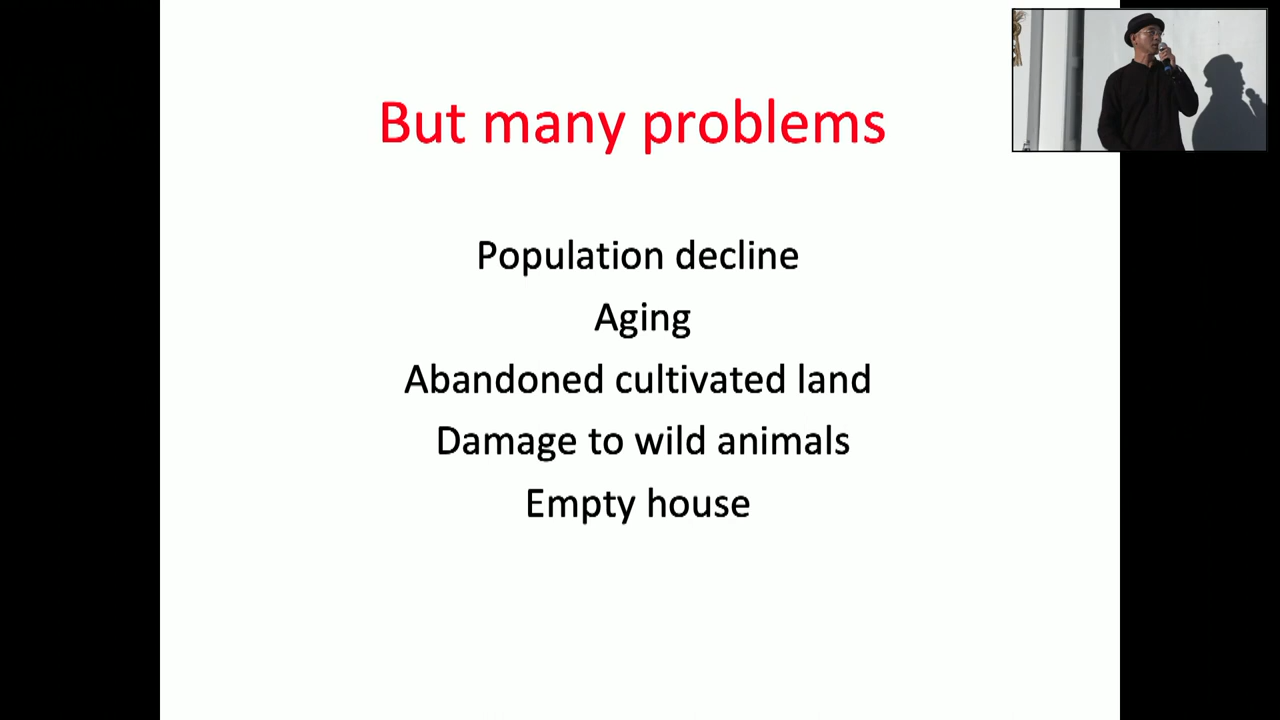 But many problems
Population decline
Aging
Abandoned cultivated land
Damage to wild animals
Empty house